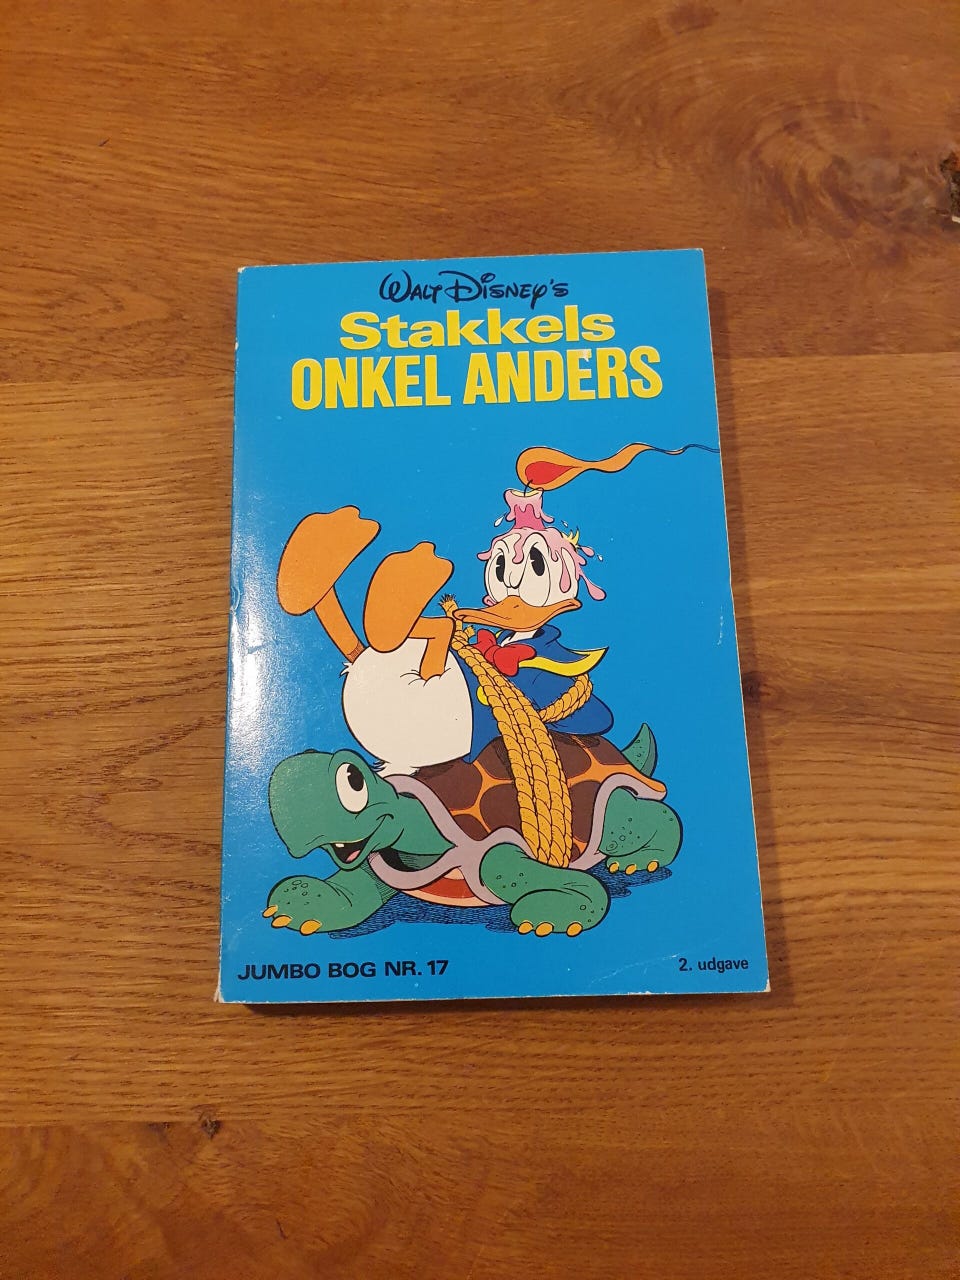 WALT DISNEY'S
Stakkels
ONKEL ANDERS
JUMBO BOG NR. 17
2. udgave